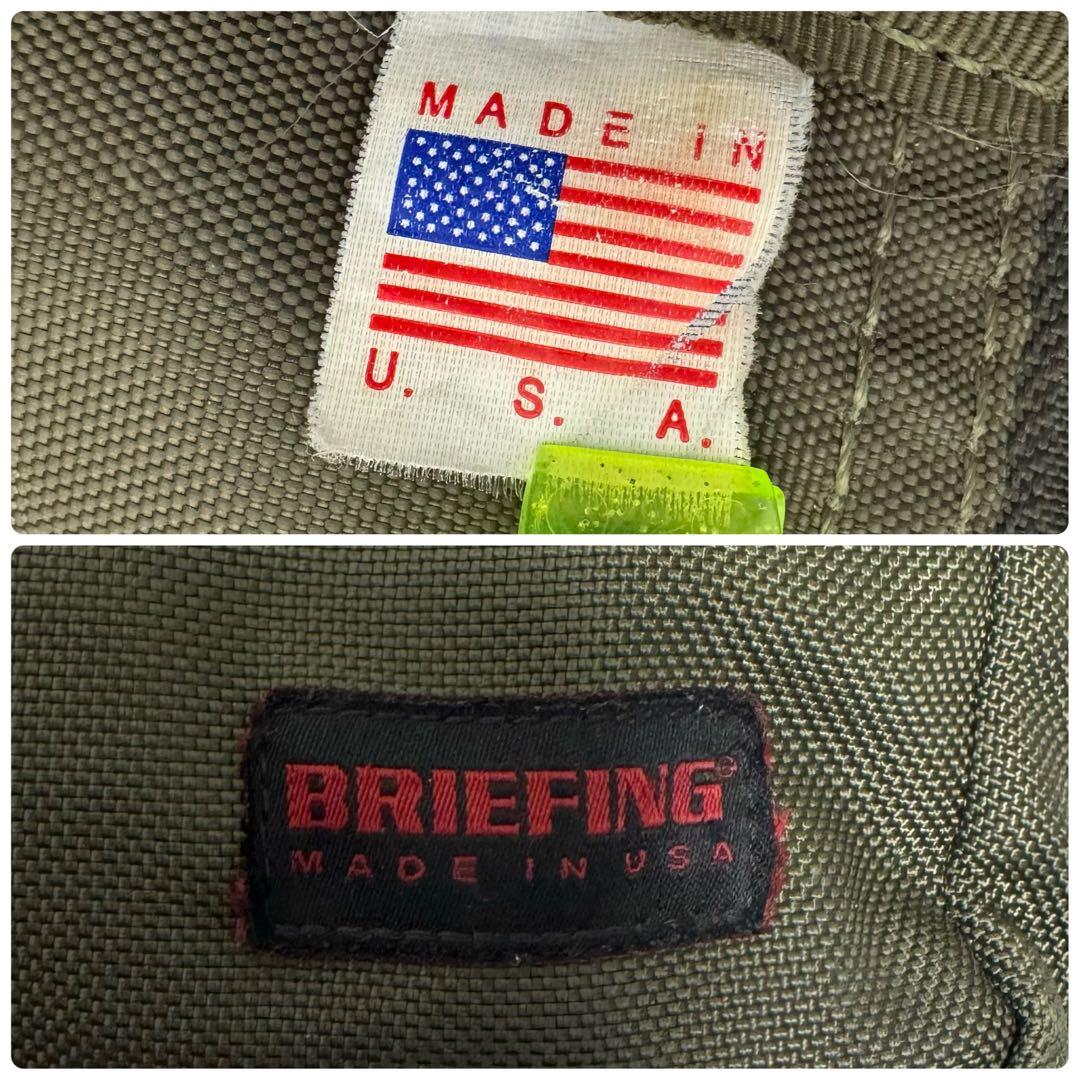 MADE IN
U. S. A.
BRIEFING®
MADE IN USA